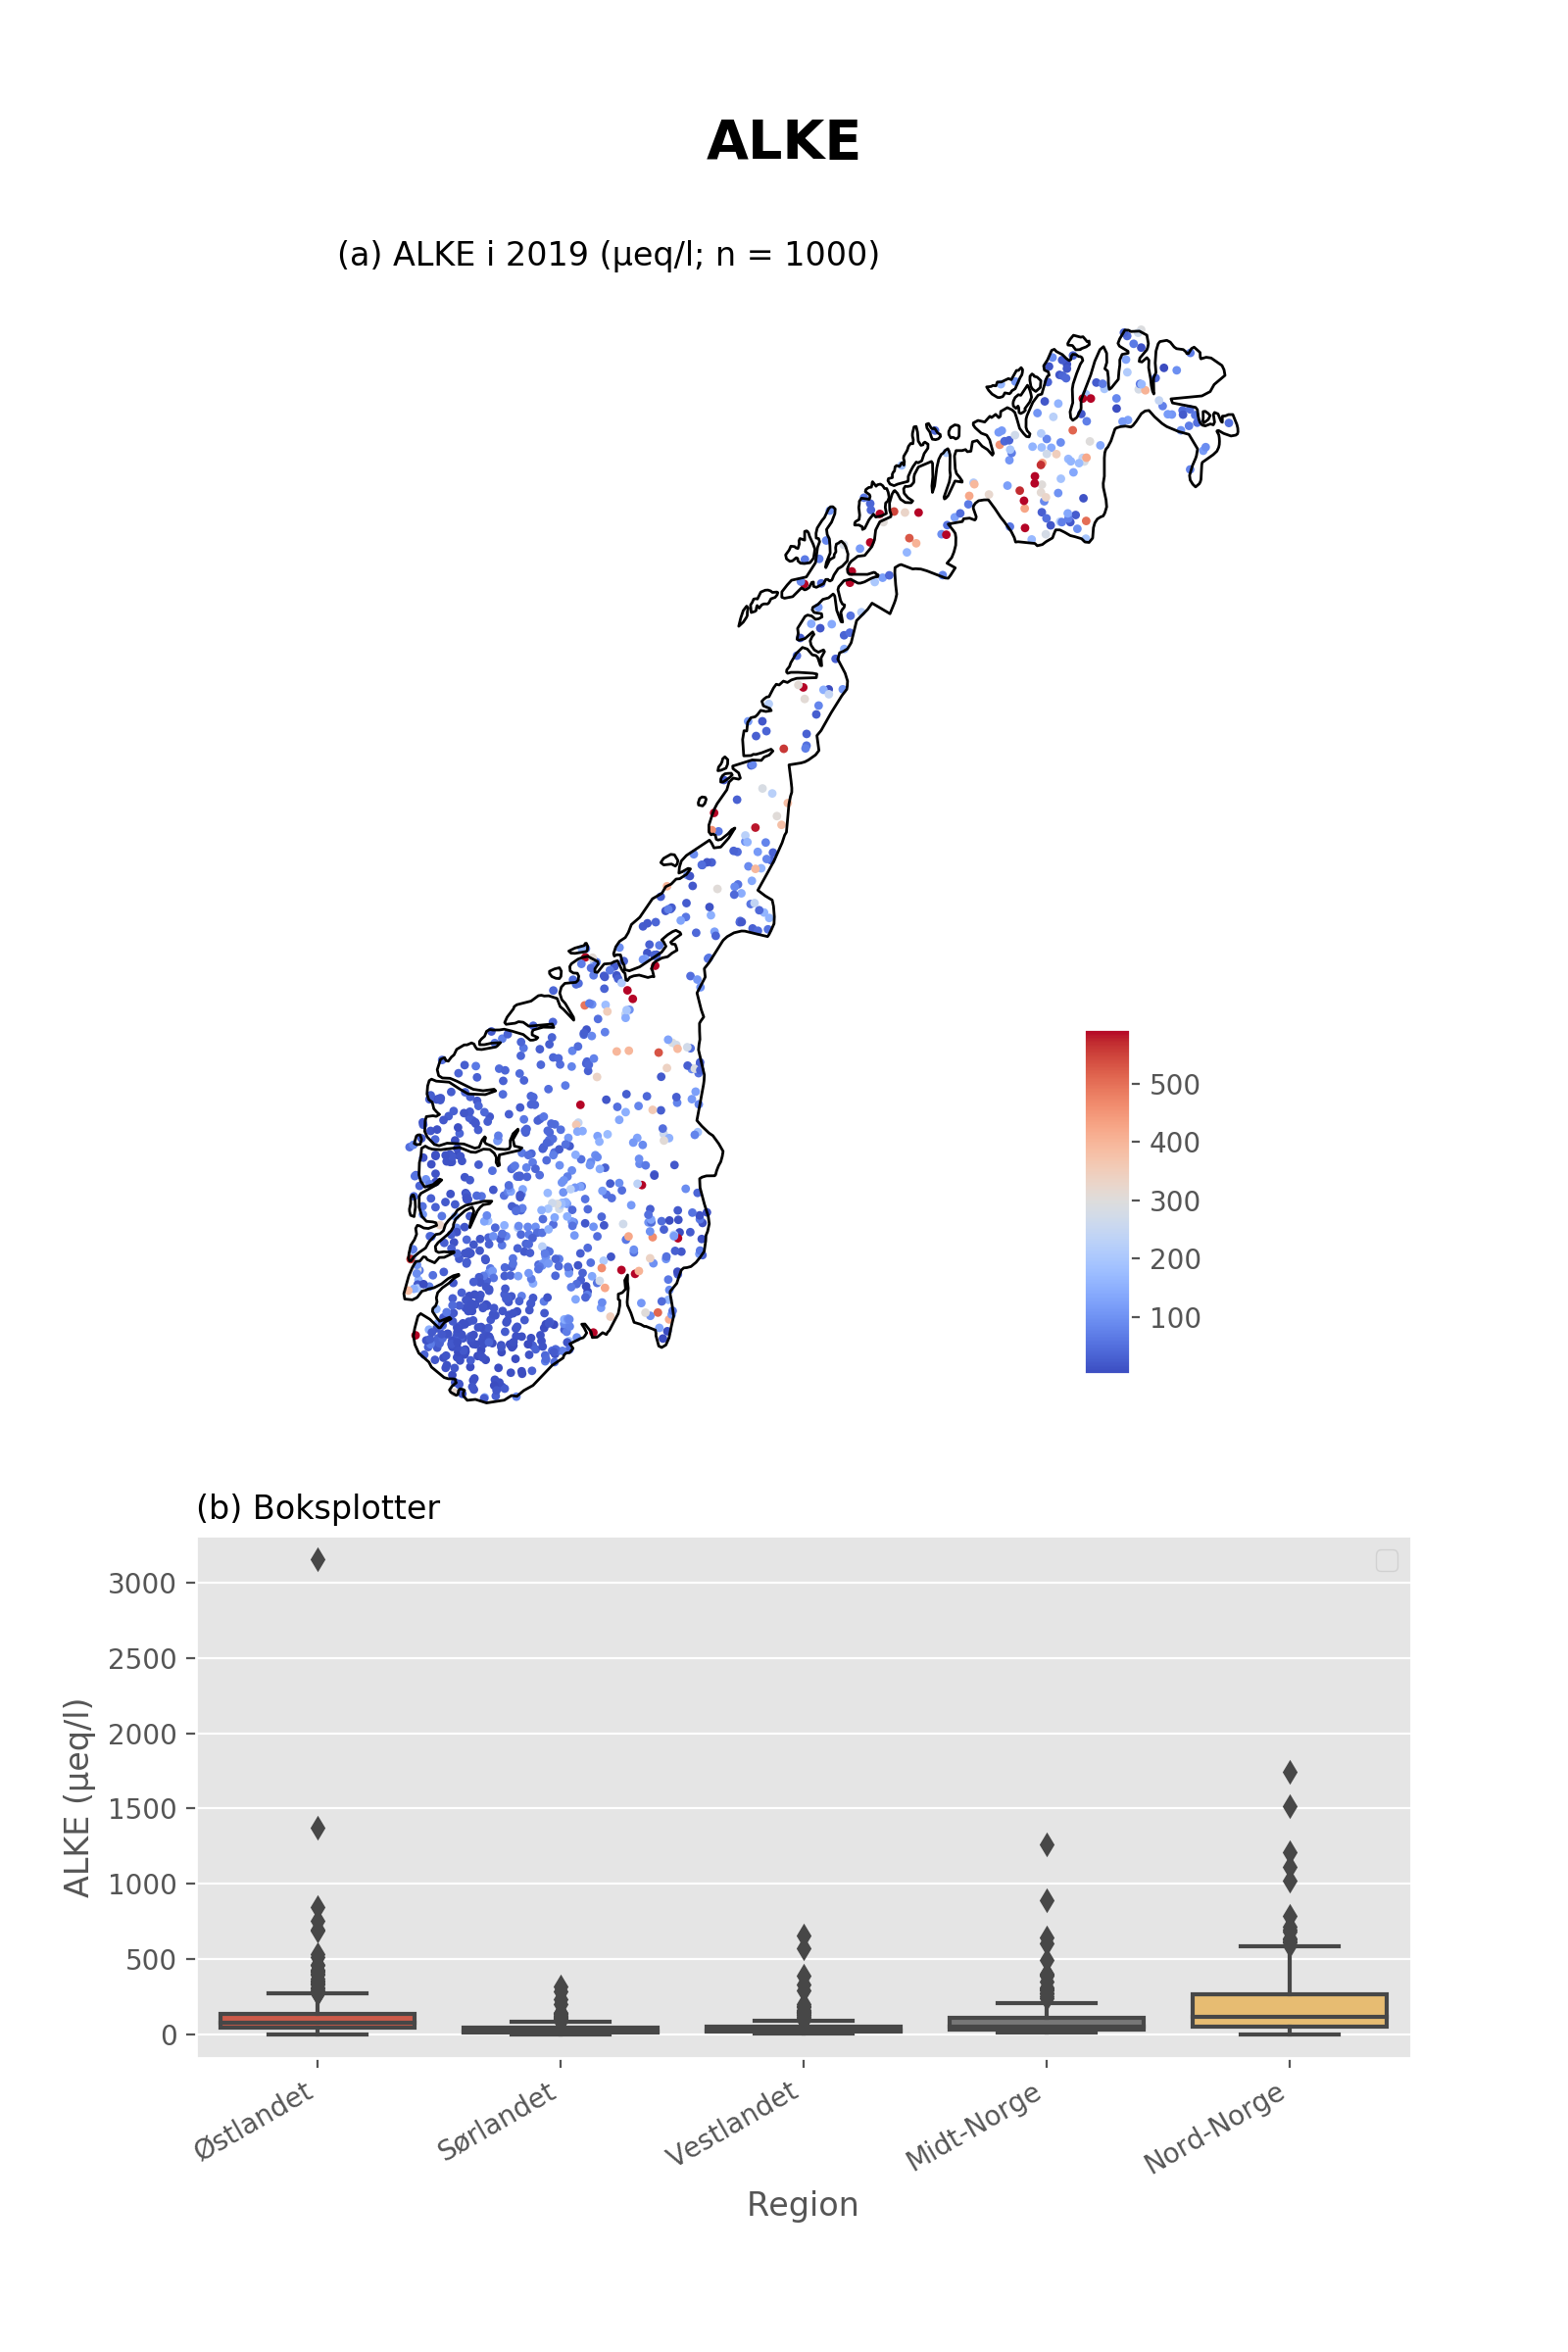 ALKE
(a) ALKE i 2019 (µeq/l; n = 1000)
500
400
300
200
100
(b) Boksplotter
3000
2500
2000
1500
1000
500
0
ALKE (µeq/l)
Østlandet
Sørlandet
Vestlandet
Midt-Norge
Nord-Norge
Region